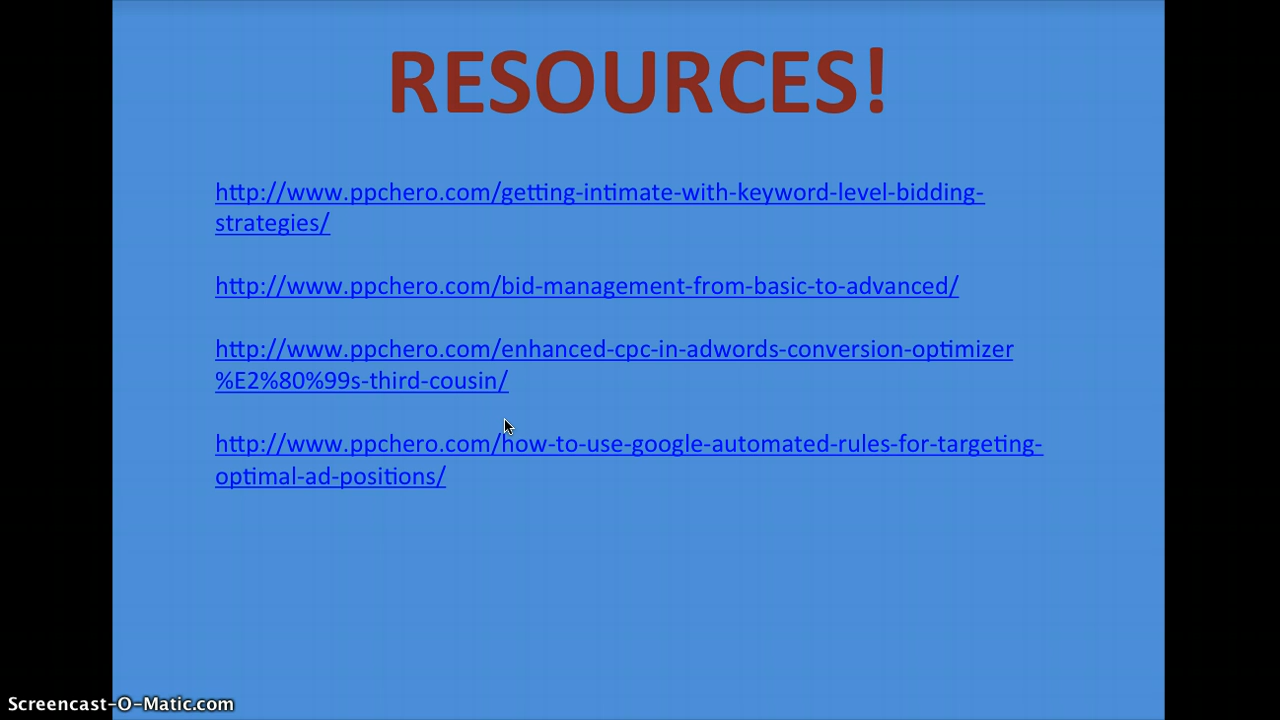 RESOURCES!
http://www.ppchero.com/getting-intimate-with-keyword-level-bidding-
strategies/
http://www.ppchero.com/bid-management-from-basic-to-advanced/
http://www.ppchero.com/enhanced-cpc-in-adwords-conversion-optimizer
%E2%80%99s-third-cousin/
http://www.ppchero.com/how-to-use-google-automated-rules-for-targeting-
optimal-ad-positions/
Screencast-O-Matic.com